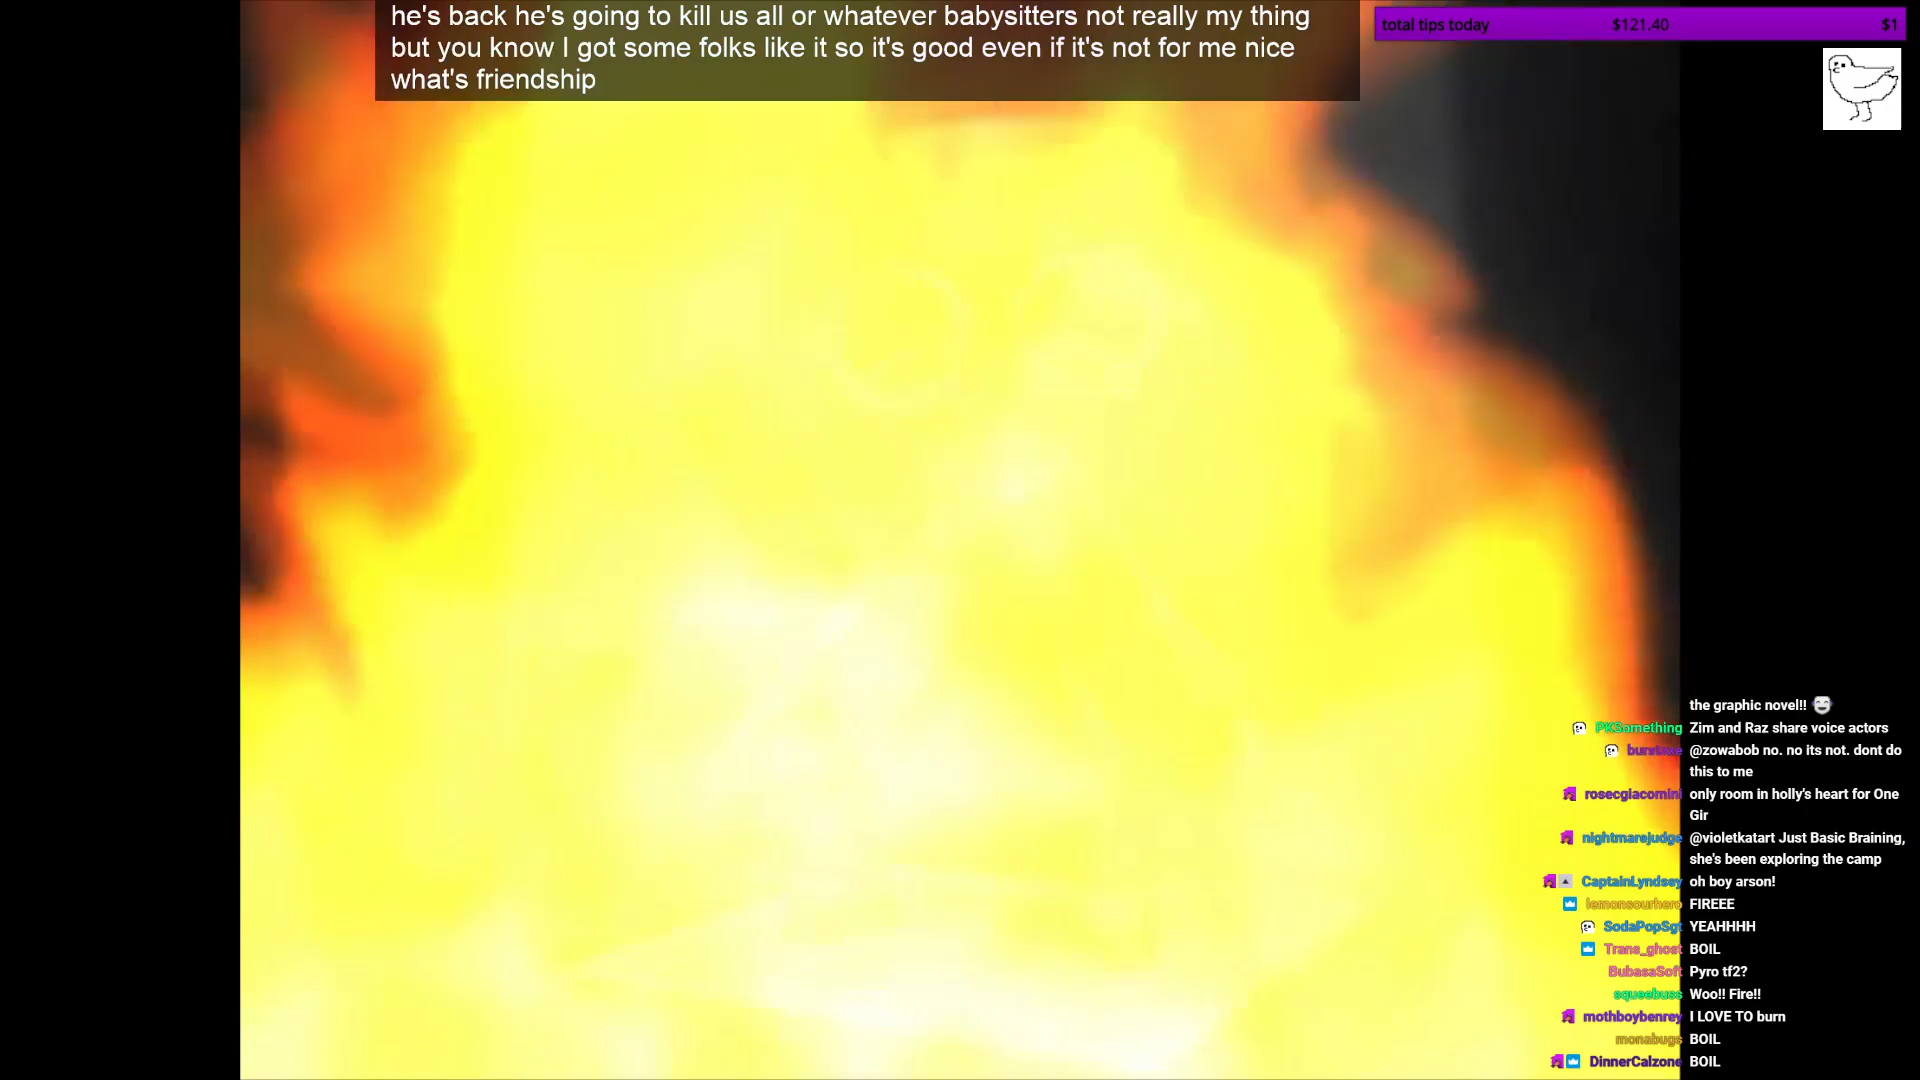 he's back he's going to kill us all or whatever babysitters not really my thing
but you know I got some folks like it so it's good even if it's not for me nice
what's friendship
total tips today $121.40 $1
the graphic novel!!
PKSomething Zim and Raz share voice actors
@zowabob no. no its not. dont do
this to me
rosecgiacomini only room in holly's heart for One
Gir
nightmarejudge @violetkatart Just Basic Braining,
she's been exploring the camp
CaptainLyndsey oh boy arson!
lemonsourhero FIREEE
SodaPopSgt YEAHHHH
Trans_ghost BOIL
BubasaSoft Pyro tf2?
squeebuss Woo!! Fire!!
mothboybenrey I LOVE TO burn
monabugs BOIL
DinnerCalzone BOIL